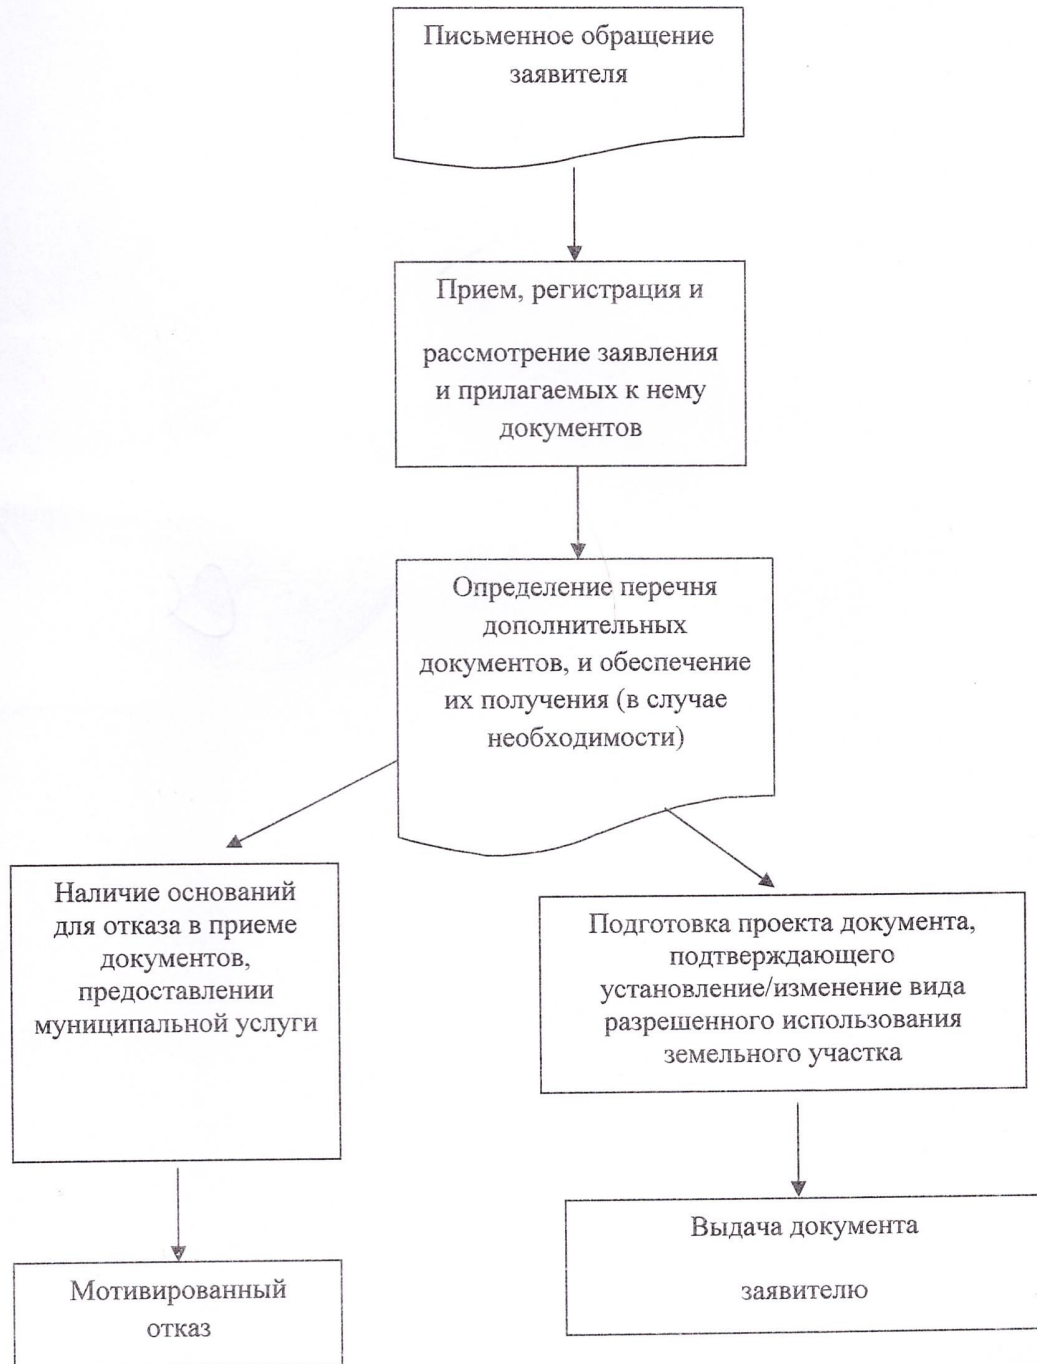 Письменное обращение
заявителя
Прием, регистрация и
рассмотрение заявления
и прилагаемых к нему
документов
Определение перечня
дополнительных
документов, и обеспечение
их получения (в случае
необходимости)
Наличие оснований
для отказа в приеме
документов,
предоставлении
муниципальной услуги
Подготовка проекта документа,
подтверждающего
установление/изменение вида
разрешенного использования
земельного участка
Мотивированный
отказ
Выдача документа
заявителю